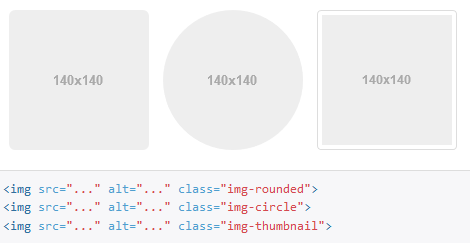 140x140 140x140 140x140
<img src="..." alt="..." class="img-rounded">
<img src="..." alt="..." class="img-circle">
<img src="..." alt="..." class="img-thumbnail">